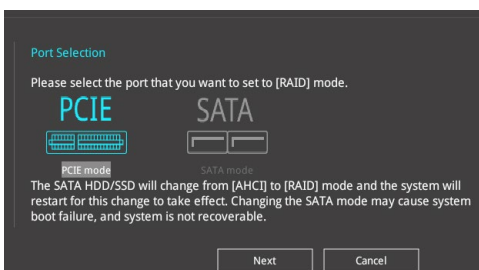 Port Selection
Please select the port that you want to set to [RAID] mode.
PCIE SATA
PCIE mode SATA mode
The SATA HDD/SSD will change from [AHCI] to [RAID] mode and the system will
restart for this change to take effect. Changing the SATA mode may cause system
boot failure, and system is not recoverable.
Next Cancel